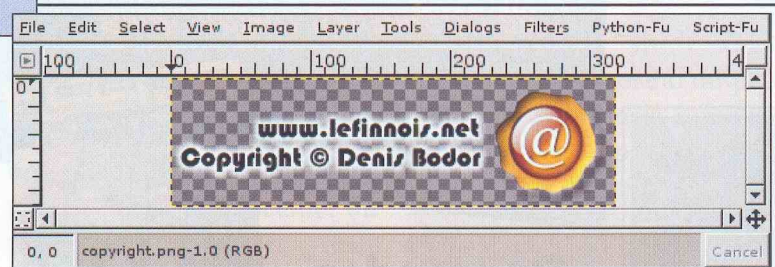 File Edit Select View Image Layer Tools Dialogs Filters Python-Fu Script-Fu
100 0 100 200 300 4
0
www.lefinnois.net
Copyright © Denis Bodor
@
0, 0 copyright.png-1.0 (RGB) Cancel